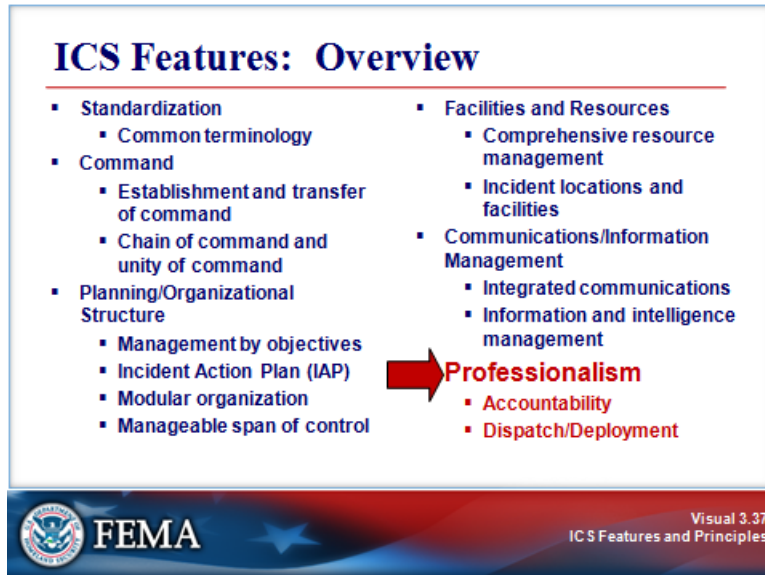 ICS Features:  Overview
▪ Standardization
▪ Common terminology
▪ Command
▪ Establishment and transfer
of command
▪ Chain of command and
unity of command
▪ Planning/Organizational
Structure
▪ Management by objectives
▪ Incident Action Plan (IAP)
▪ Modular organization
▪ Manageable span of control
▪ Facilities and Resources
▪ Comprehensive resource
management
▪ Incident locations and
facilities
▪ Communications/Information
Management
▪ Integrated communications
▪ Information and intelligence
management
Professionalism
▪ Accountability
▪ Dispatch/Deployment
FEMA
Visual 3.37
ICS Features and Principles